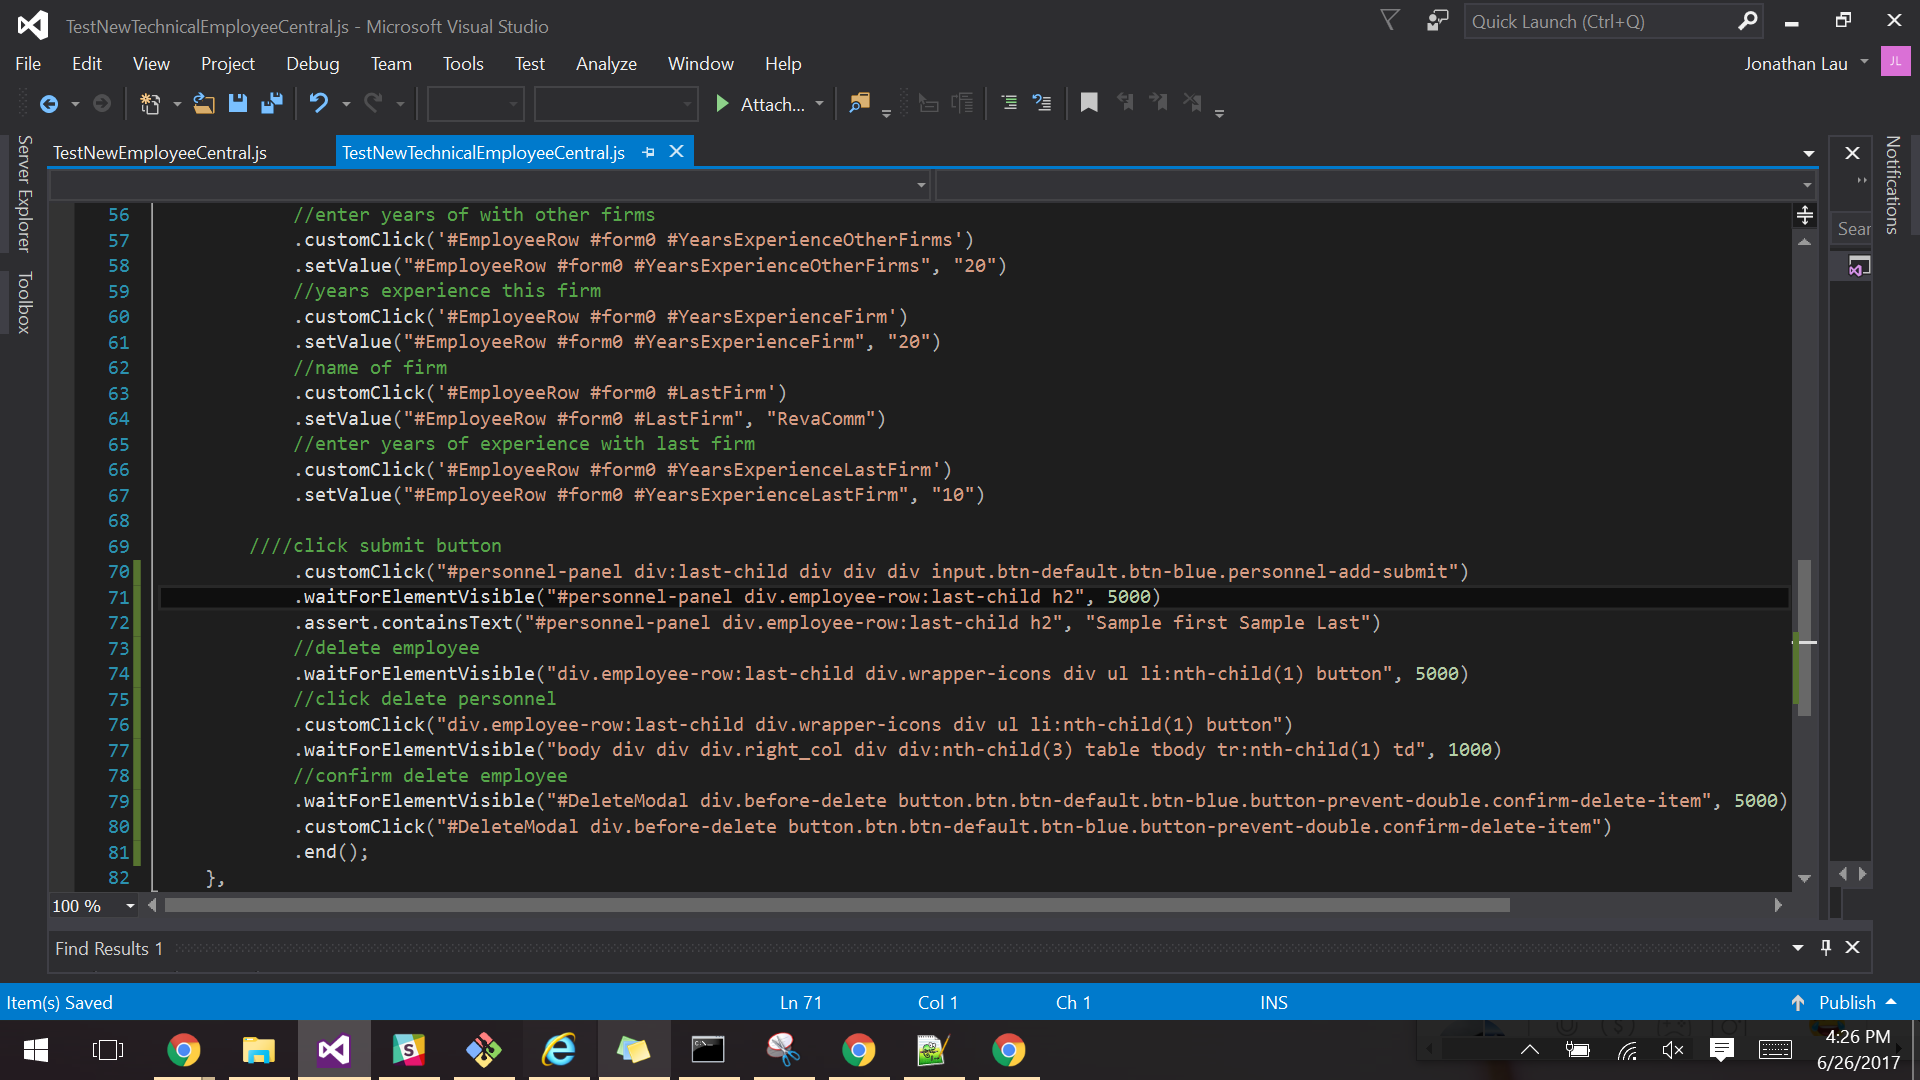 TestNewTechnicalEmployeeCentral.js - Microsoft Visual Studio
Quick Launch (Ctrl+Q)
File Edit View Project Debug Team Tools Test Analyze Window Help
Jonathan Lau JL
Attach...
Server Explorer
Toolbox
TestNewEmployeeCentral.js
TestNewTechnicalEmployeeCentral.js
Notifications
Sear
56 //enter years of with other firms
57 .customClick('#EmployeeRow #form0 #YearsExperienceOtherFirms')
58 .setValue("#EmployeeRow #form0 #YearsExperienceOtherFirms", "20")
59 //years experience this firm
60 .customClick('#EmployeeRow #form0 #YearsExperienceFirm')
61 .setValue("#EmployeeRow #form0 #YearsExperienceFirm", "20")
62 //name of firm
63 .customClick('#EmployeeRow #form0 #LastFirm')
64 .setValue("#EmployeeRow #form0 #LastFirm", "RevaComm")
65 //enter years of experience with last firm
66 .customClick('#EmployeeRow #form0 #YearsExperienceLastFirm')
67 .setValue("#EmployeeRow #form0 #YearsExperienceLastFirm", "10")
68
69 ////click submit button
70 .customClick("#personnel-panel div:last-child div div div input.btn-default.btn-blue.personnel-add-submit")
71 .waitForElementVisible("#personnel-panel div.employee-row:last-child h2", 5000)
72 .assert.containsText("#personnel-panel div.employee-row:last-child h2", "Sample first Sample Last")
73 //delete employee
74 .waitForElementVisible("div.employee-row:last-child div.wrapper-icons div ul li:nth-child(1) button", 5000)
75 //click delete personnel
76 .customClick("div.employee-row:last-child div.wrapper-icons div ul li:nth-child(1) button")
77 .waitForElementVisible("body div div div.right_col div div:nth-child(3) table tbody tr:nth-child(1) td", 1000)
78 //confirm delete employee
79 .waitForElementVisible("#DeleteModal div.before-delete button.btn.btn-default.btn-blue.button-prevent-double.confirm-delete-item", 5000)
80 .customClick("#DeleteModal div.before-delete button.btn.btn-default.btn-blue.button-prevent-double.confirm-delete-item")
81 .end();
82 },
100 %
Find Results 1
Item(s) Saved Ln 71 Col 1 Ch 1 INS Publish
4:26 PM
6/26/2017